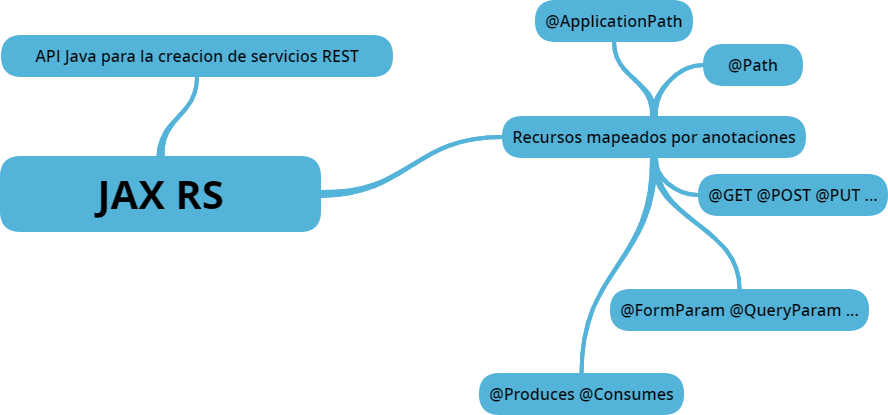 @ApplicationPath
API Java para la creacion de servicios REST
@Path
Recursos mapeados por anotaciones
JAX RS
@GET @POST @PUT ...
@FormParam @QueryParam ...
@Produces @Consumes